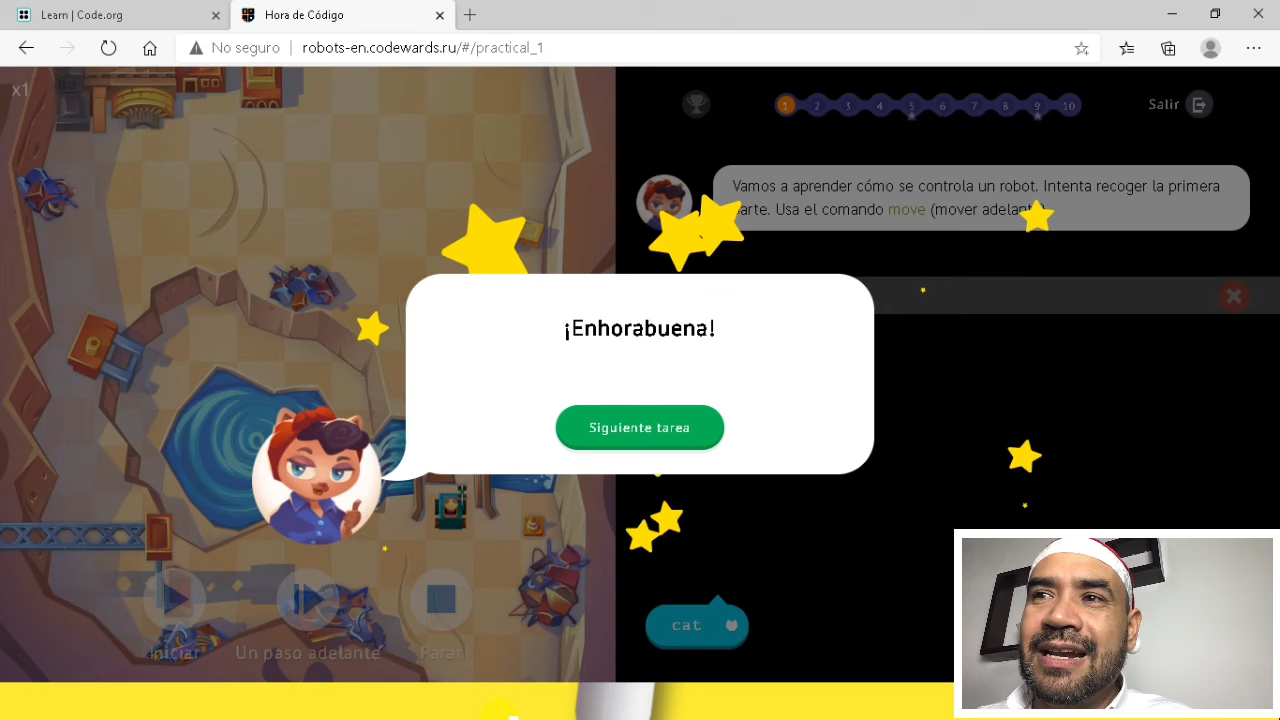 Learn | Code.org
Hora de Código
No seguro
robots-en.codewards.ru/#/practical_1
x1
1 2 3 4 5 6 7 8 9 10
Salir
Vamos a aprender cómo se controla un robot. Intenta recoger la primera
parte. Usa el comando move (mover adelante).
¡Enhorabuena!
Siguiente tarea
cat
Iniciar
Un paso adelante
Parar